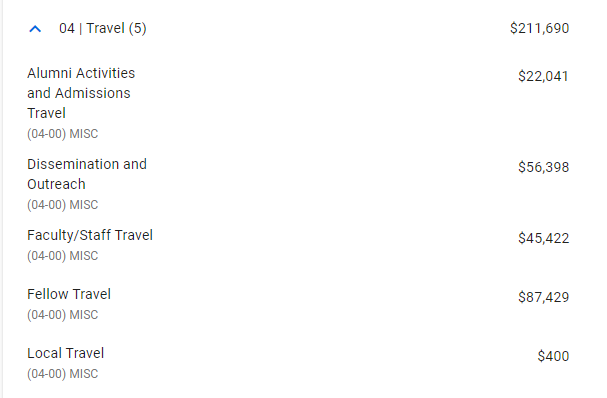 04 | Travel (5) $211,690
Alumni Activities $22,041
and Admissions
Travel
(04-00) MISC
Dissemination and $56,398
Outreach
(04-00) MISC
Faculty/Staff Travel $45,422
(04-00) MISC
Fellow Travel $87,429
(04-00) MISC
Local Travel $400
(04-00) MISC